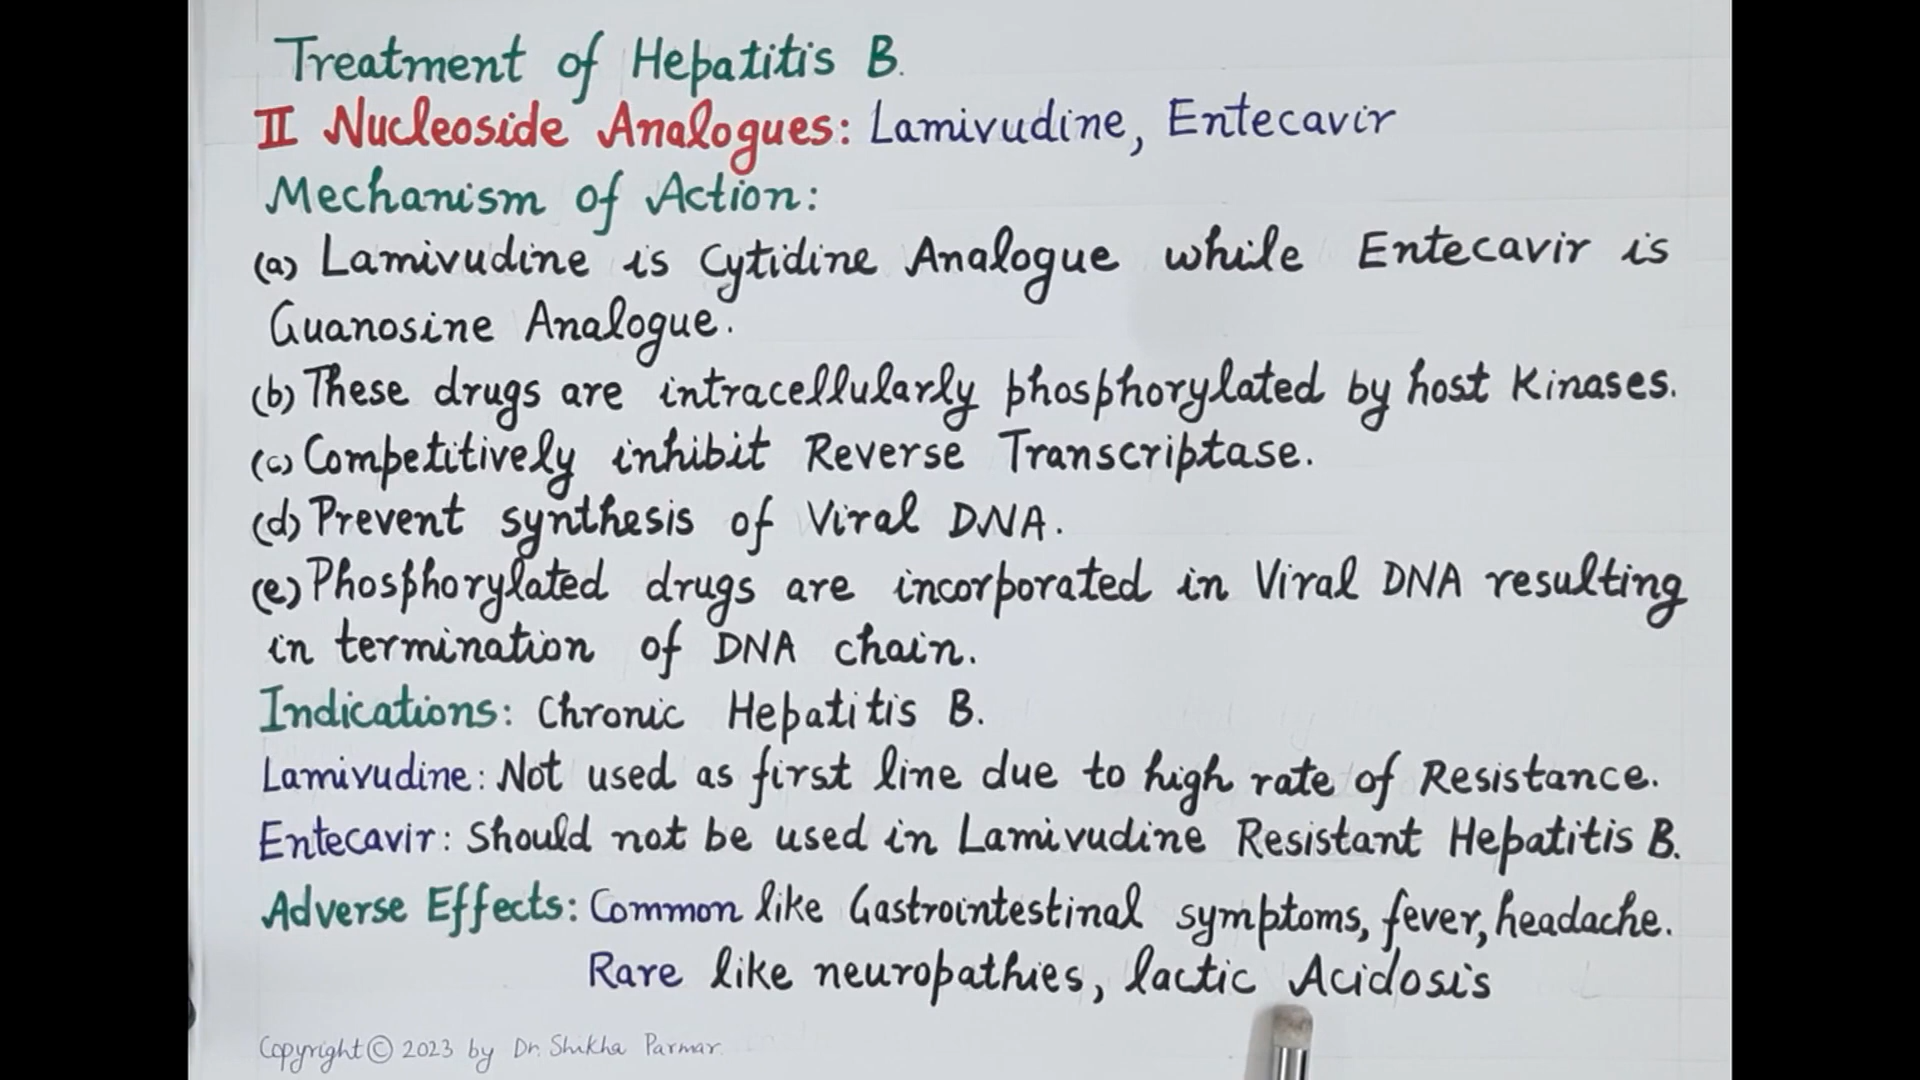 Treatment of Hepatitis B.
II Nucleoside Analogues: Lamivudine, Entecavir
Mechanism of Action:
(a) Lamivudine is Cytidine Analogue while Entecavir is
Guanosine Analogue.
(b) These drugs are intracellularly phosphorylated by host Kinases.
(c) Competitively inhibit Reverse Transcriptase.
(d) Prevent synthesis of Viral DNA.
(e) Phosphorylated drugs are incorporated in Viral DNA resulting
in termination of DNA chain.
Indications: Chronic Hepatitis B.
Lamivudine: Not used as first line due to high rate of Resistance.
Entecavir: Should not be used in Lamivudine Resistant Hepatitis B.
Adverse Effects: Common like Gastrointestinal symptoms, fever, headache.
Rare like neuropathies, lactic Acidosis
Copyright © 2023 by Dr. Shikha Parmar.